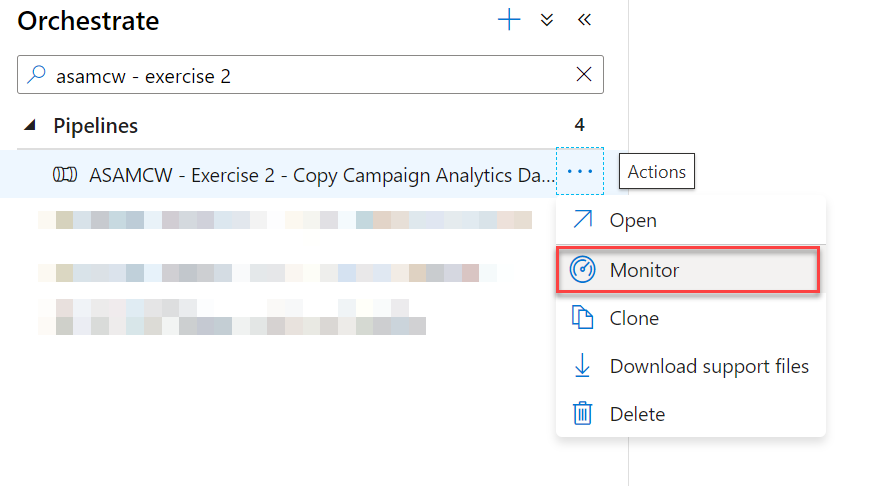 Orchestrate
asamcw - exercise 2
Pipelines 4
ASAMCW - Exercise 2 - Copy Campaign Analytics Da... ... Actions
Open
Monitor
Clone
Download support files
Delete